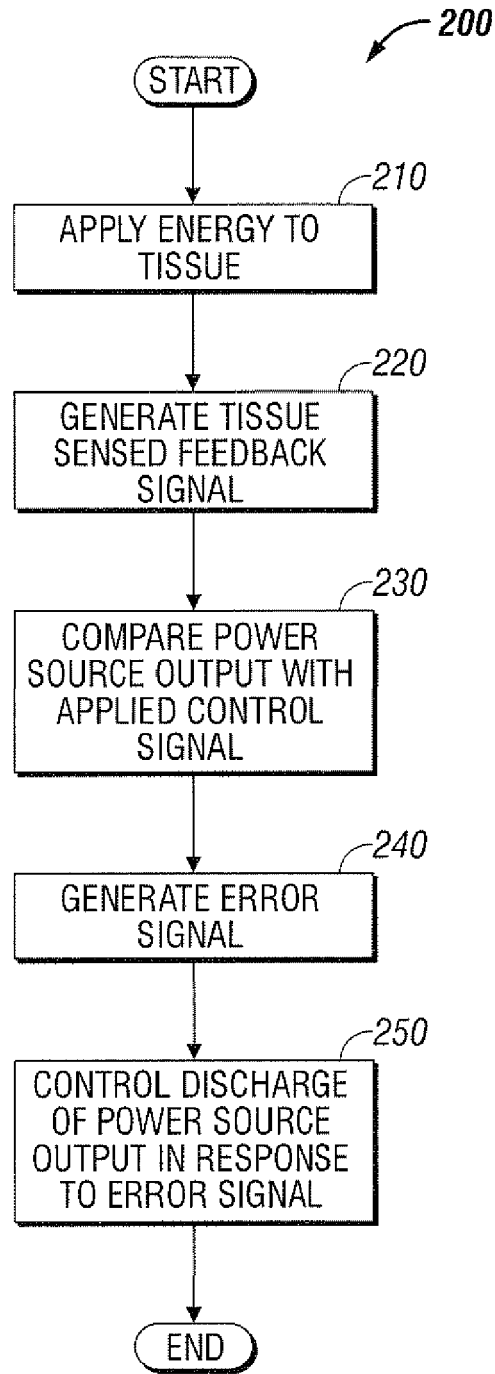 200
START
210
APPLY ENERGY TO
TISSUE
220
GENERATE TISSUE
SENSED FEEDBACK
SIGNAL
230
COMPARE POWER
SOURCE OUTPUT WITH
APPLIED CONTROL
SIGNAL
240
GENERATE ERROR
SIGNAL
250
CONTROL DISCHARGE
OF POWER SOURCE
OUTPUT IN RESPONSE
TO ERROR SIGNAL
END